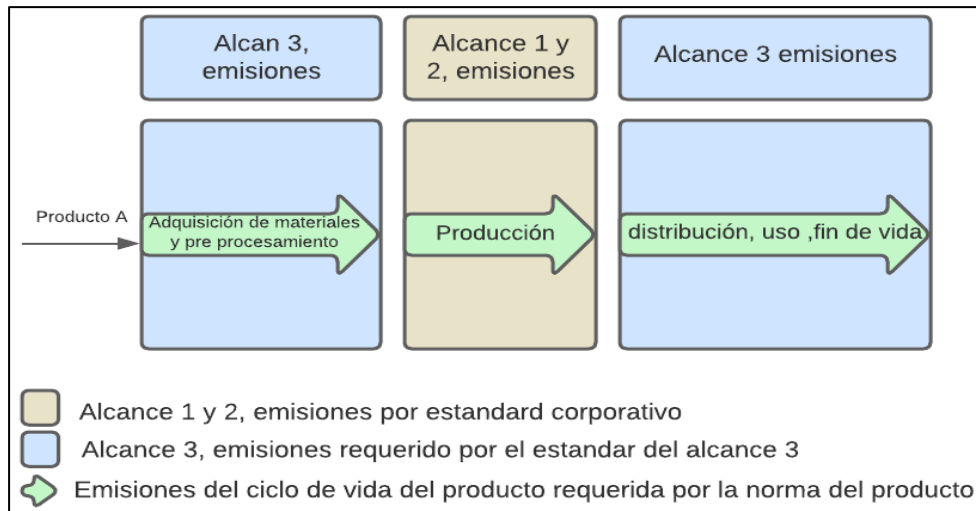 Alcan 3,
emisiones
Alcance 1 y
2, emisiones
Alcance 3 emisiones
Producto A
Adquisición de materiales
y pre procesamiento
Producción
distribución, uso ,fin de vida
Alcance 1 y 2, emisiones por estandard corporativo
Alcance 3, emisiones requerido por el estandar del alcance 3
Emisiones del ciclo de vida del producto requerida por la norma del producto